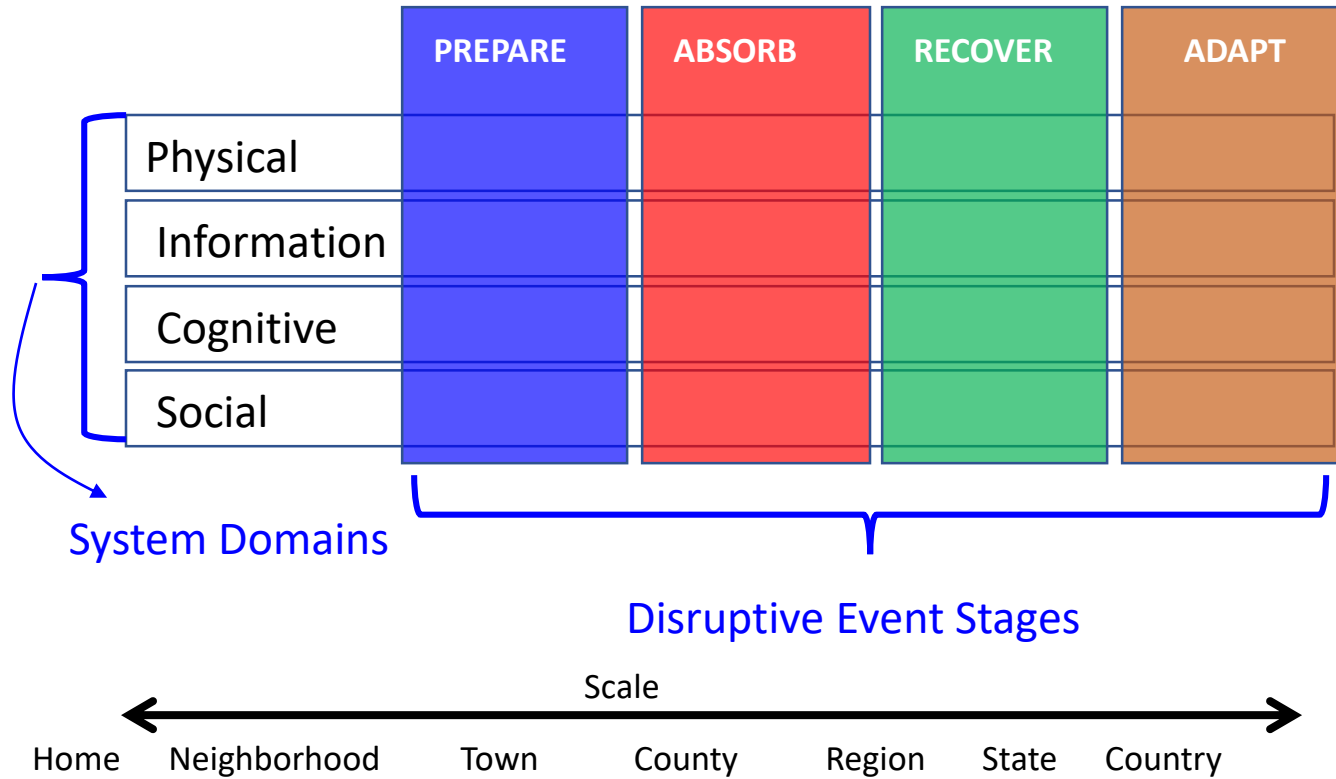 PREPARE ABSORB RECOVER ADAPT
Physical
Information
Cognitive
Social
System Domains
Disruptive Event Stages
Scale
Home Neighborhood Town County Region State Country